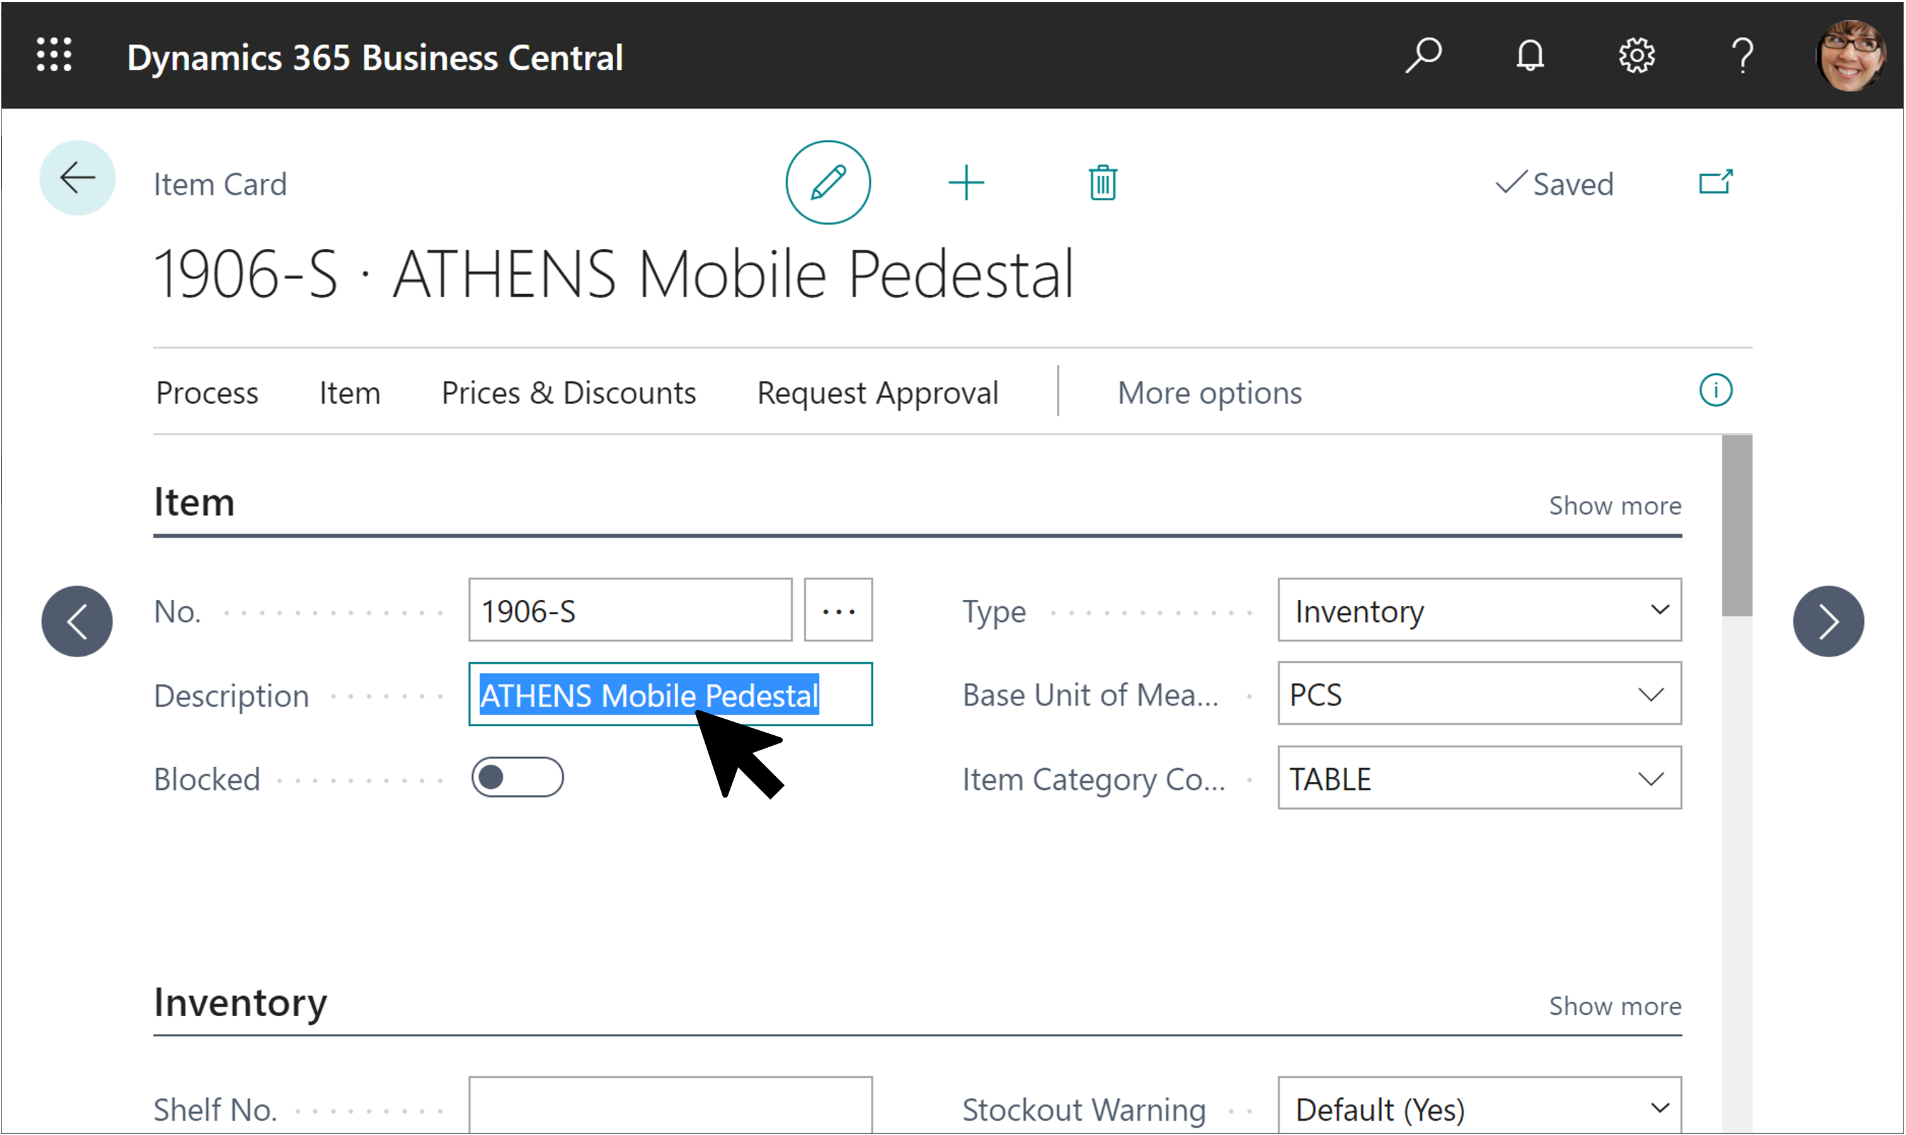 Dynamics 365 Business Central
Item Card
Saved
1906-S · ATHENS Mobile Pedestal
Process Item Prices & Discounts Request Approval More options
Item Show more
No. 1906-S ... Type Inventory
Description ATHENS Mobile Pedestal Base Unit of Mea... PCS
Blocked Item Category Co... TABLE
Inventory Show more
Shelf No. Stockout Warning Default (Yes)